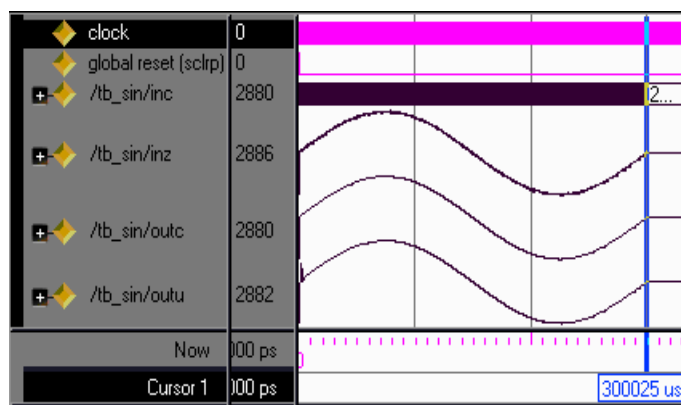 clock 0
global reset (sclrp) 0
/tb_sin/inc 2880 2...
/tb_sin/inz 2886
/tb_sin/outc 2880
/tb_sin/outu 2882
Now 000 ps
Cursor 1 000 ps 300025 us